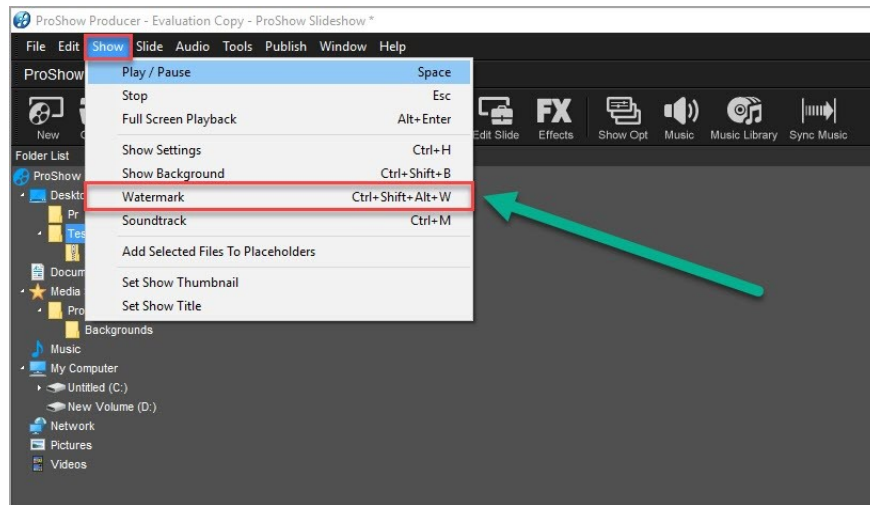 ProShow Producer - Evaluation Copy - ProShow Slideshow *
File Edit Show Slide Audio Tools Publish Window Help
ProShow
New
Edit Slide Effects Show Opt Music Music Library Sync Music
Play / Pause Space
Stop Esc
Full Screen Playback Alt+Enter
Show Settings Ctrl+H
Show Background Ctrl+Shift+B
Watermark Ctrl+Shift+Alt+W
Soundtrack Ctrl+M
Add Selected Files To Placeholders
Set Show Thumbnail
Set Show Title
Folder List
ProShow
Deskto
Pr
Tes
Docum
Media
Pro
Backgrounds
Music
My Computer
Untitled (C:)
New Volume (D:)
Network
Pictures
Videos